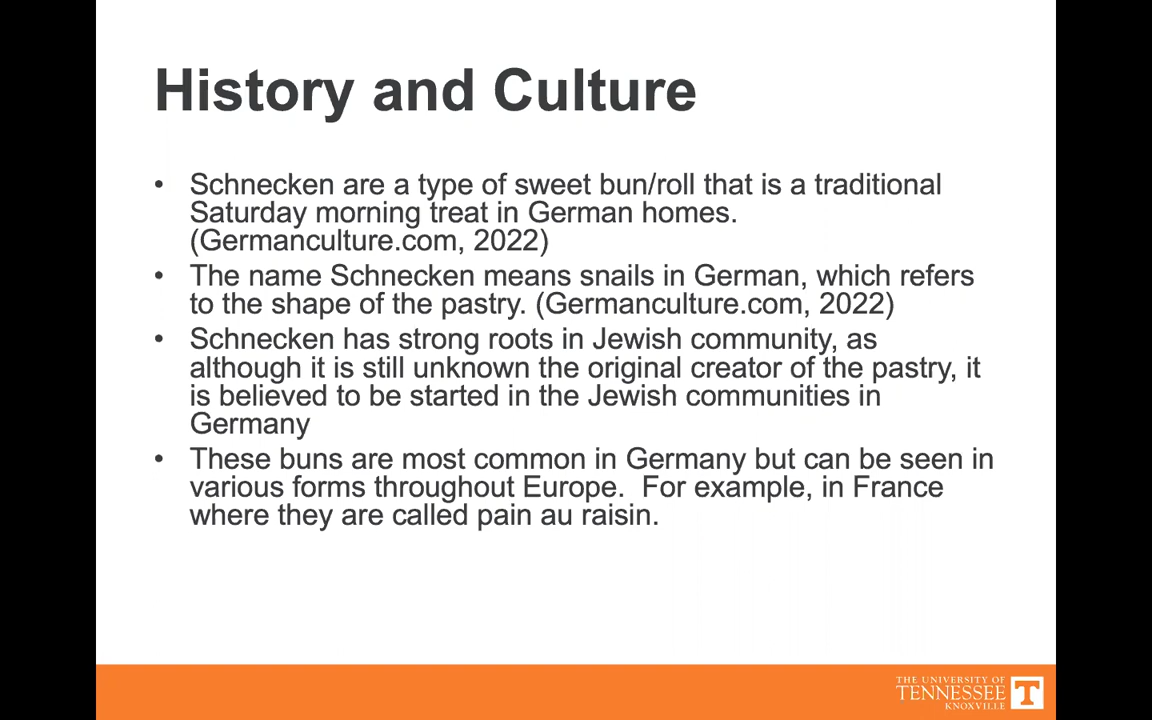 History and Culture
• Schnecken are a type of sweet bun/roll that is a traditional
Saturday morning treat in German homes.
(Germanculture.com, 2022)
• The name Schnecken means snails in German, which refers
to the shape of the pastry. (Germanculture.com, 2022)
• Schnecken has strong roots in Jewish community, as
although it is still unknown the original creator of the pastry, it
is believed to be started in the Jewish communities in
Germany
• These buns are most common in Germany but can be seen in
various forms throughout Europe.  For example, in France
where they are called pain au raisin.
THE UNIVERSITY OF
TENNESSEE
KNOXVILLE
T